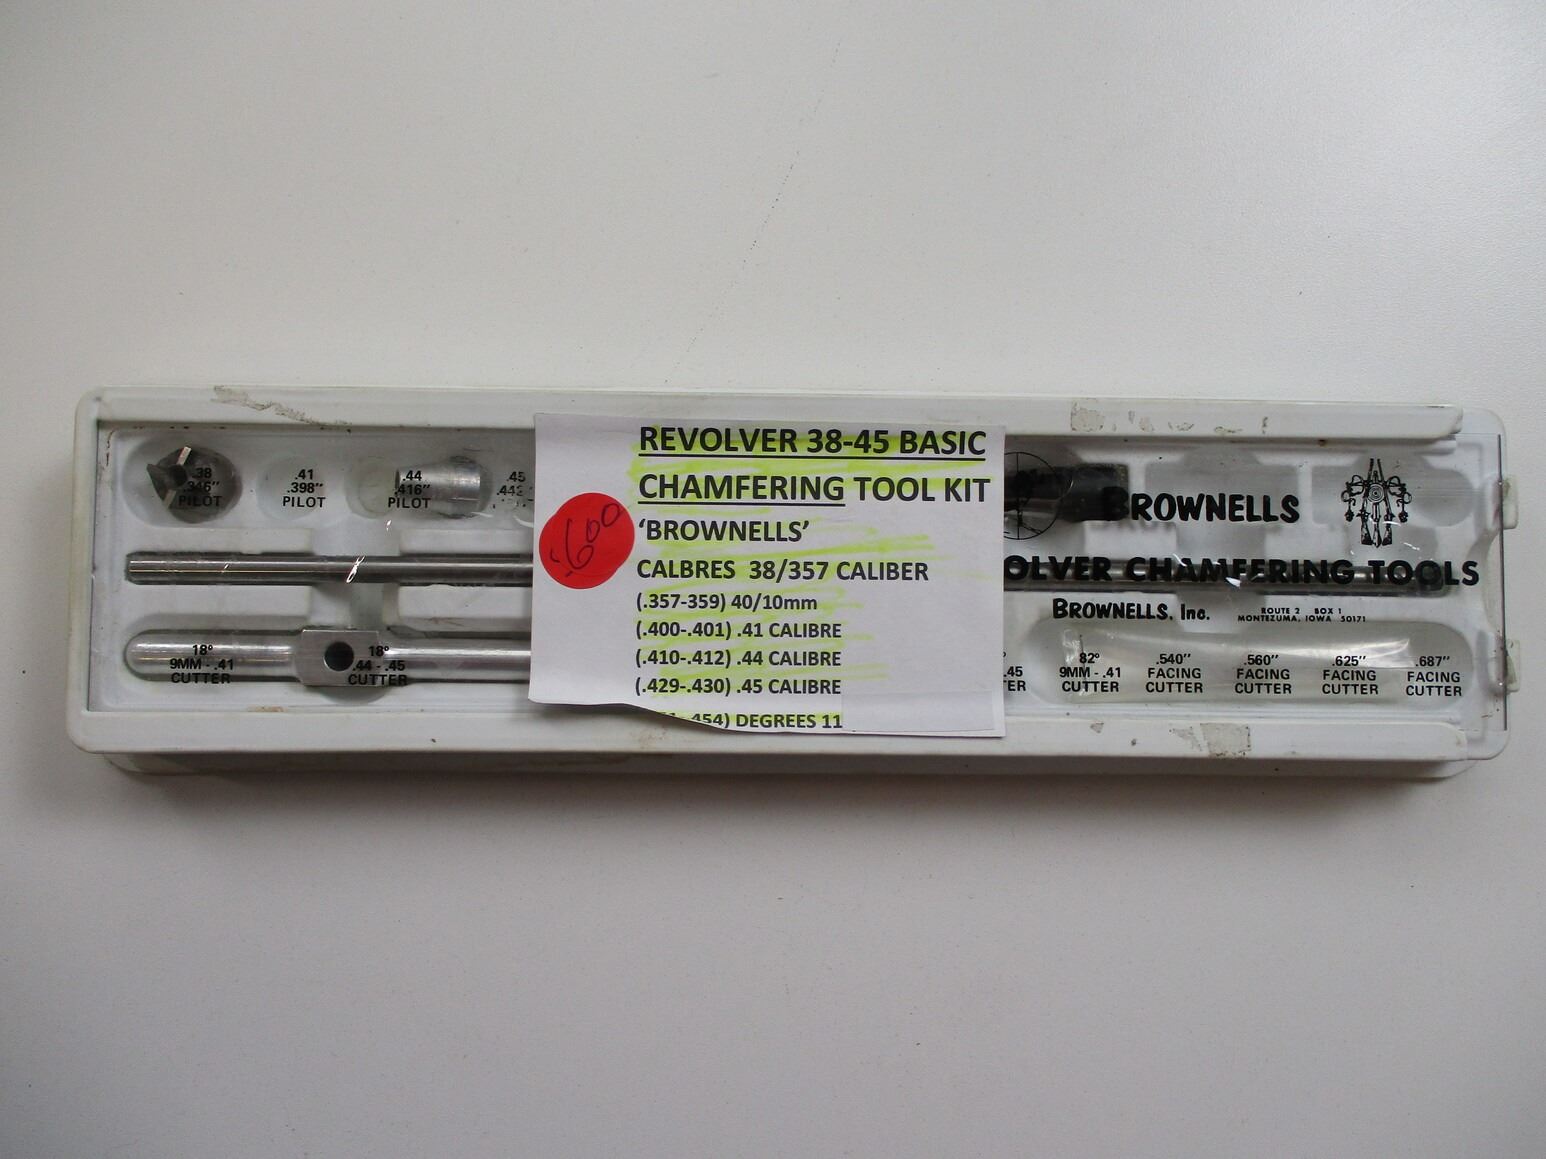 REVOLVER 38-45 BASIC
CHAMFERING TOOL KIT
'BROWNELLS'
CALBRES 38/357 CALIBER
(.357-359) 40/10mm
(.400-.401) .41 CALIBRE
(.410-.412) .44 CALIBRE
(.429-.430) .45 CALIBRE
454) DEGREES 11
600
.38
.346"
PILOT
.41
.398"
PILOT
.44
.416"
PILOT
.45
18°
9MM - .41
CUTTER
18°
.44 - .45
CUTTER
BROWNELLS
OLVER CHAMFERING TOOLS
BROWNELLS, Inc.
ROUTE 2 BOX 1
MONTEZUMA, IOWA 50171
.45
ER
82°
9MM - .41
CUTTER
.540"
FACING
CUTTER
.560"
FACING
CUTTER
.625"
FACING
CUTTER
.687"
FACING
CUTTER